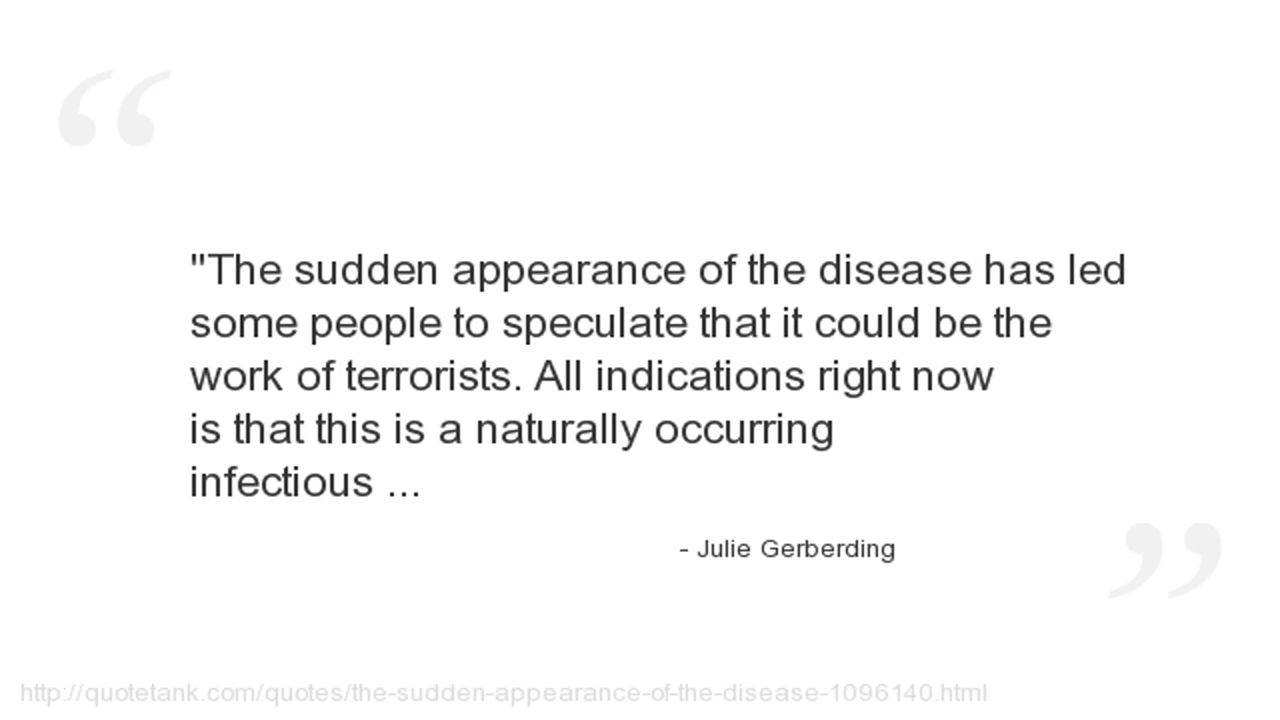 "The sudden appearance of the disease has led
some people to speculate that it could be the
work of terrorists. All indications right now
is that this is a naturally occurring
infectious ...
- Julie Gerberding
http://quotetank.com/quotes/the-sudden-appearance-of-the-disease-1096140.html